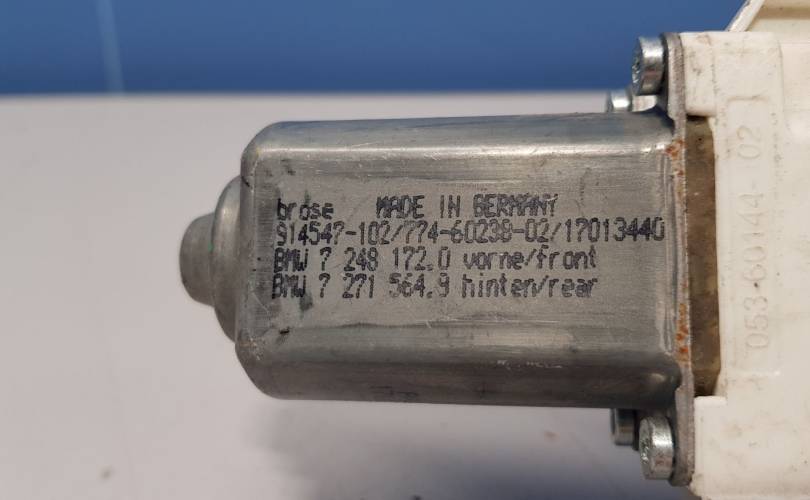 brose MADE IN GERMANY
914547-102/774-60238-02/17013440
BMW 7 248 172.0 vorne/front
BMW 7 271 564.9 hinten/rear
053-60144- 02